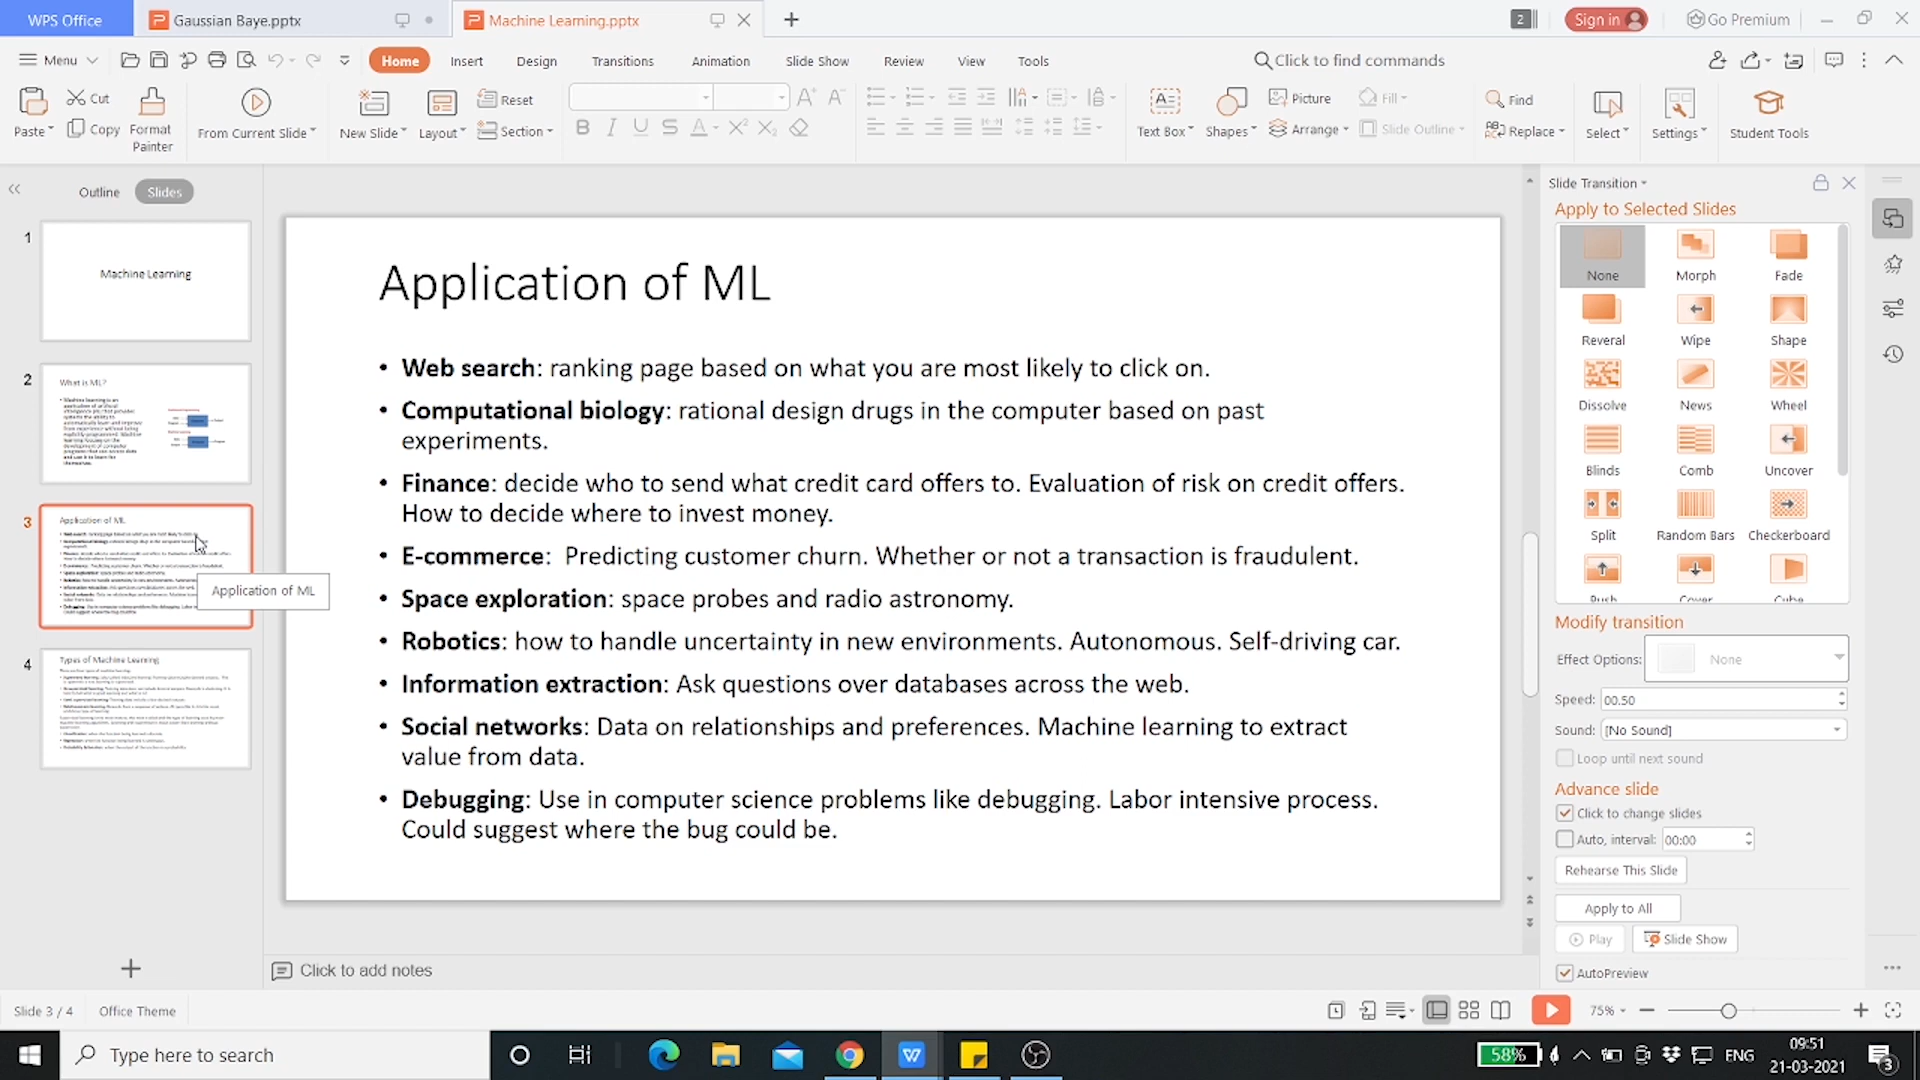 WPS Office
Gaussian Baye.pptx
Machine Learning.pptx
2
Sign in
Go Premium
Menu
Home
Insert
Design
Transitions
Animation
Slide Show
Review
View
Tools
Click to find commands
Paste
Cut
Copy
Format
Painter
From Current Slide
New Slide
Layout
Reset
Section
Text Box
Shapes
Picture
Arrange
Fill
Slide Outline
Find
Replace
Select
Settings
Student Tools
Outline
Slides
1
Machine Learning
2
What is ML?
3
Application of ML
Application of ML
4
Types of Machine Learning
Application of ML
• Web search: ranking page based on what you are most likely to click on.
• Computational biology: rational design drugs in the computer based on past
experiments.
• Finance: decide who to send what credit card offers to. Evaluation of risk on credit offers.
How to decide where to invest money.
• E-commerce:  Predicting customer churn. Whether or not a transaction is fraudulent.
• Space exploration: space probes and radio astronomy.
• Robotics: how to handle uncertainty in new environments. Autonomous. Self-driving car.
• Information extraction: Ask questions over databases across the web.
• Social networks: Data on relationships and preferences. Machine learning to extract
value from data.
• Debugging: Use in computer science problems like debugging. Labor intensive process.
Could suggest where the bug could be.
Click to add notes
Slide Transition
Apply to Selected Slides
None
Morph
Fade
Reveral
Wipe
Shape
Dissolve
News
Wheel
Blinds
Comb
Uncover
Split
Random Bars
Checkerboard
Push
Cover
Cube
Modify transition
Effect Options:
None
Speed: 00.50
Sound: [No Sound]
Loop until next sound
Advance slide
Click to change slides
Auto, interval: 00:00
Rehearse This Slide
Apply to All
Play
Slide Show
AutoPreview
Slide 3 / 4
Office Theme
75%
Type here to search
58%
ENG
09:51
21-03-2021
3